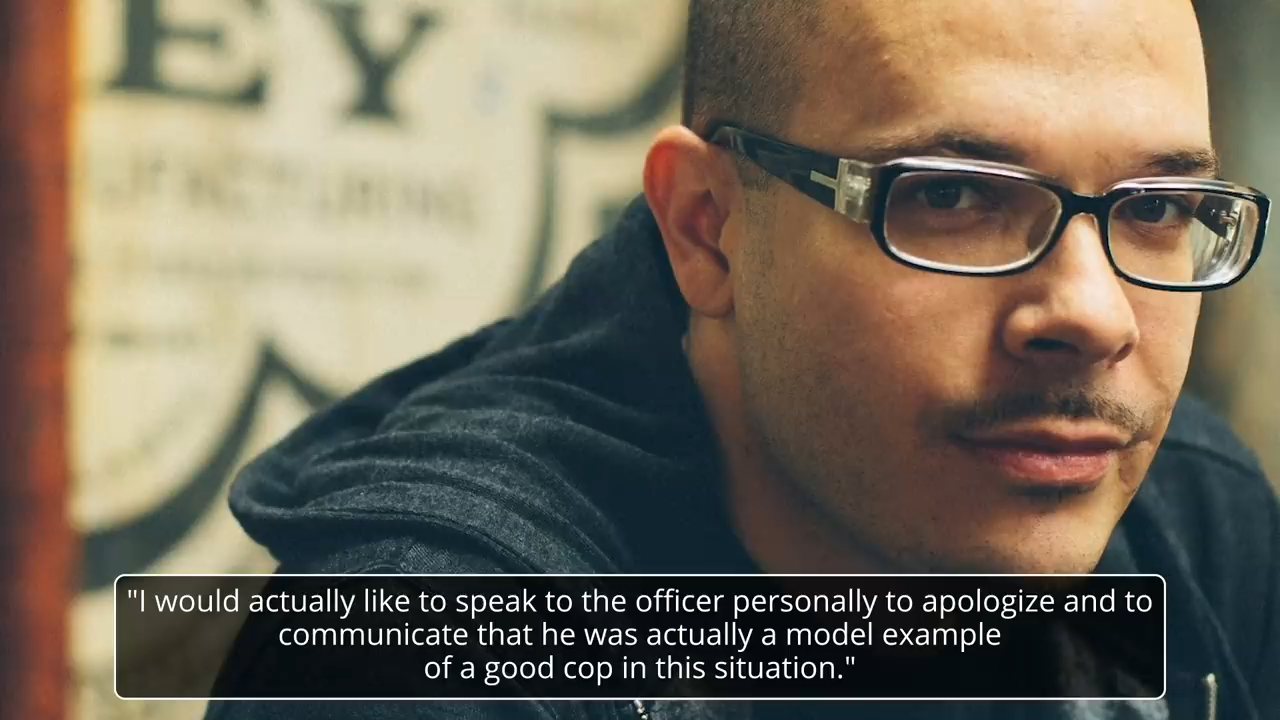 EY
"I would actually like to speak to the officer personally to apologize and to
communicate that he was actually a model example
of a good cop in this situation."